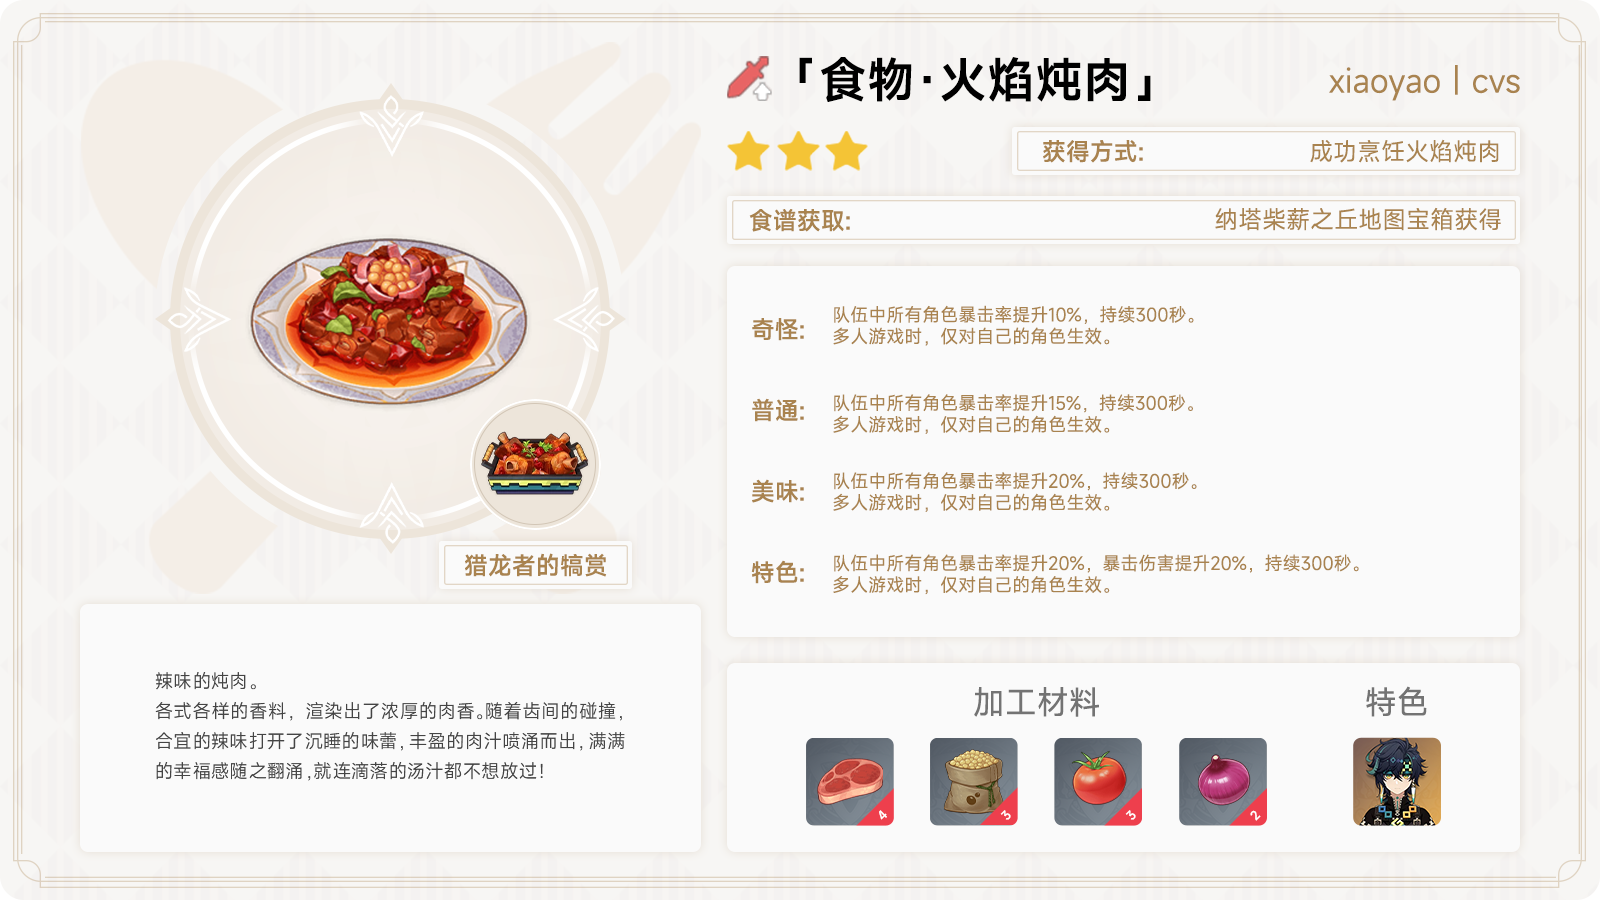 「食物·火焰炖肉」
xiaoyao | cvs
获得方式:
成功烹饪火焰炖肉
食谱获取:
纳塔柴薪之丘地图宝箱获得
奇怪:
队伍中所有角色暴击率提升10%，持续300秒。
多人游戏时，仅对自己的角色生效。
普通:
队伍中所有角色暴击率提升15%，持续300秒。
多人游戏时，仅对自己的角色生效。
美味:
队伍中所有角色暴击率提升20%，持续300秒。
多人游戏时，仅对自己的角色生效。
特色:
队伍中所有角色暴击率提升20%，暴击伤害提升20%，持续300秒。
多人游戏时，仅对自己的角色生效。
猎龙者的犒赏
辣味的炖肉。
各式各样的香料，渲染出了浓厚的肉香。随着齿间的碰撞，
合宜的辣味打开了沉睡的味蕾，丰盈的肉汁喷涌而出，满满
的幸福感随之翻涌，就连滴落的汤汁都不想放过！
加工材料
特色
4
3
3
2